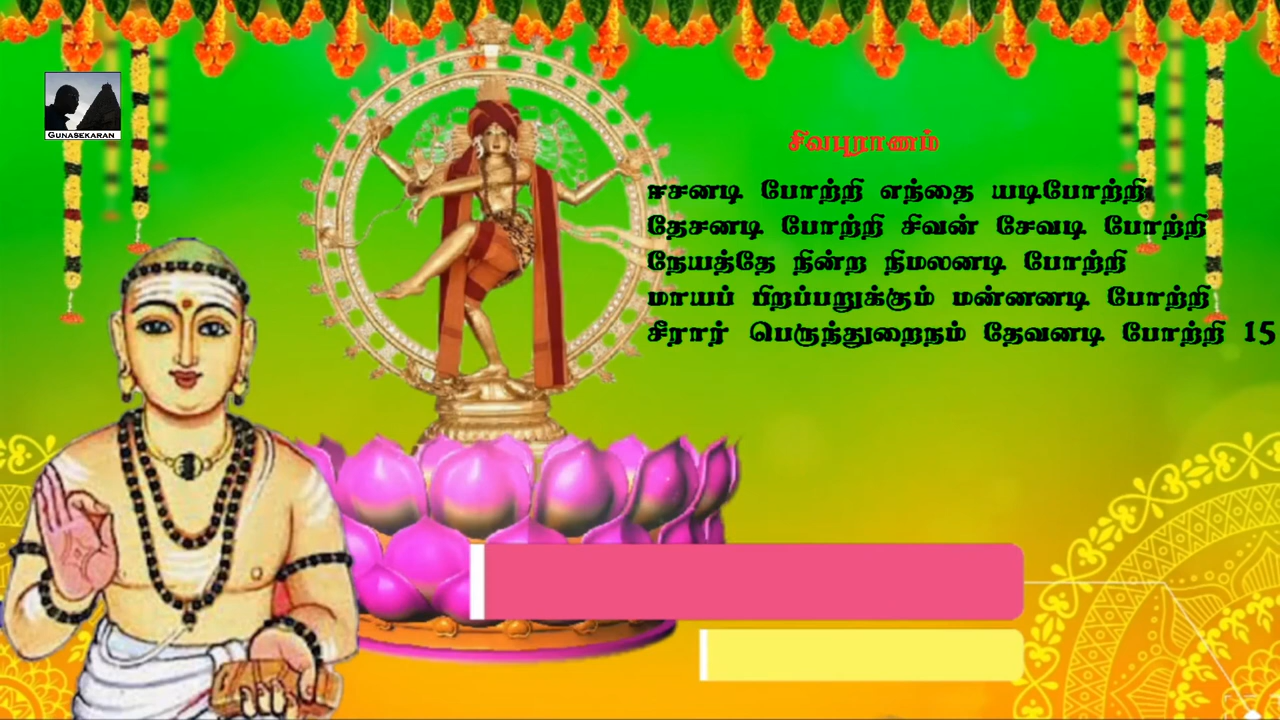 GUNASEKARAN
சிவபுராணம்
ஈசனடி போற்றி எந்தை யடிபோற்றி
தேசனடி போற்றி சிவன் சேவடி போற்றி
நேயத்தே நின்ற நிமலனடி போற்றி
மாயப் பிறப்பறுக்கும் மன்னனடி போற்றி
சீரார் பெருந்துறைநம் தேவனடி போற்றி 15